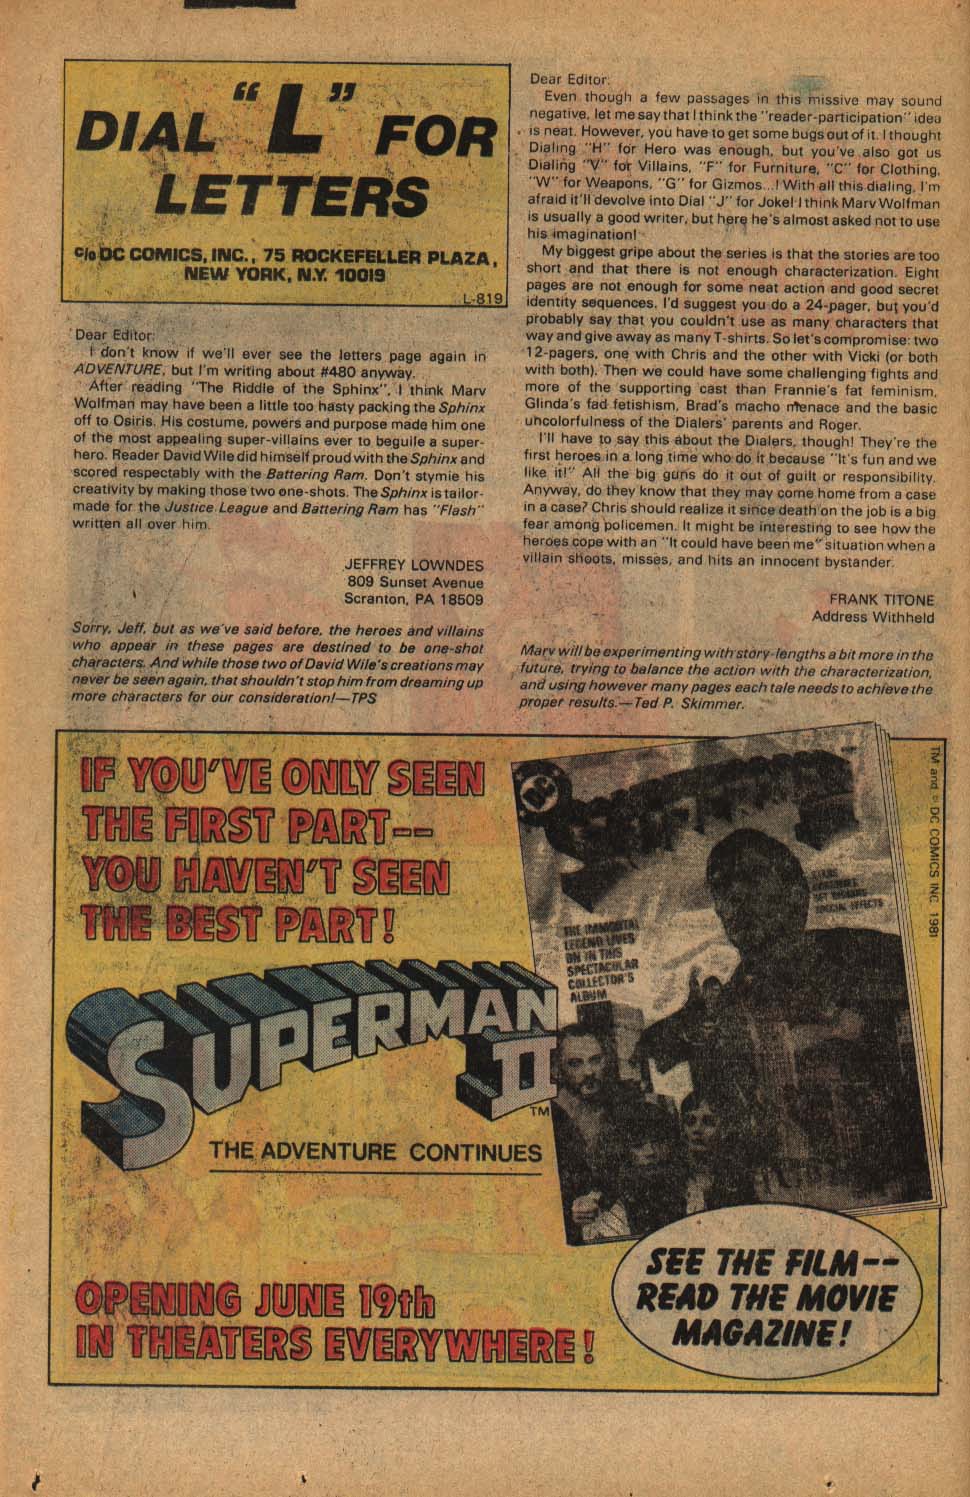 DIAL "L" FOR
LETTERS
c/o DC COMICS, INC., 75 ROCKEFELLER PLAZA,
NEW YORK, N.Y. 10019
L-819
Dear Editor:
I don't know if we'll ever see the letters page again in
ADVENTURE, but I'm writing about #480 anyway.
After reading "The Riddle of the Sphinx", I think Marv
Wolfman may have been a little too hasty packing the Sphinx
off to Osiris. His costume, powers and purpose made him one
of the most appealing super-villains ever to beguile a super-
hero. Reader David Wile did himself proud with the Sphinx and
scored respectably with the Battering Ram. Don't stymie his
creativity by making those two one-shots. The Sphinx is tailor-
made for the Justice League and Battering Ram has "Flash"
written all over him.
JEFFREY LOWNDES
809 Sunset Avenue
Scranton, PA 18509
Sorry, Jeff, but as we've said before, the heroes and villains
who appear in these pages are destined to be one-shot
characters. And while those two of David Wile's creations may
never be seen again, that shouldn't stop him from dreaming up
more characters for our consideration!—TPS
Dear Editor:
Even though a few passages in this missive may sound
negative, let me say that I think the "reader-participation" idea
is neat. However, you have to get some bugs out of it. I thought
Dialing "H" for Hero was enough, but you've also got us
Dialing "V" for Villains, "F" for Furniture, "C" for Clothing,
"W" for Weapons, "G" for Gizmos...! With all this dialing, I'm
afraid it'll devolve into Dial "J" for Joke! I think Marv Wolfman
is usually a good writer, but here he's almost asked not to use
his imagination!
My biggest gripe about the series is that the stories are too
short and that there is not enough characterization. Eight
pages are not enough for some neat action and good secret
identity sequences. I'd suggest you do a 24-pager, but you'd
probably say that you couldn't use as many characters that
way and give away as many T-shirts. So let's compromise: two
12-pagers, one with Chris and the other with Vicki (or both
with both). Then we could have some challenging fights and
more of the supporting cast than Frannie's fat feminism,
Glinda's fad fetishism, Brad's macho menace and the basic
uncolorfulness of the Dialers' parents and Roger.
I'll have to say this about the Dialers, though! They're the
first heroes in a long time who do it because "It's fun and we
like it!" All the big guns do it out of guilt or responsibility.
Anyway, do they know that they may come home from a case
in a case? Chris should realize it since death on the job is a big
fear among policemen. It might be interesting to see how the
heroes cope with an "It could have been me" situation when a
villain shoots, misses, and hits an innocent bystander.
FRANK TITONE
Address Withheld
Marv will be experimenting with story-lengths a bit more in the
future, trying to balance the action with the characterization,
and using however many pages each tale needs to achieve the
proper results.—Ted P. Skimmer.
IF YOU'VE ONLY SEEN
THE FIRST PART--
YOU HAVEN'T SEEN
THE BEST PART!
SUPERMAN
II
TM
THE ADVENTURE CONTINUES
OPENING JUNE 19th
IN THEATERS EVERYWHERE!
DC
SPECIAL EFFECTS
THE IMMORTAL
LEGEND LIVES
ON IN THIS
SPECTACULAR
COLLECTOR'S
ALBUM
TM and © DC COMICS INC 1981
SEE THE FILM--
READ THE MOVIE
MAGAZINE!